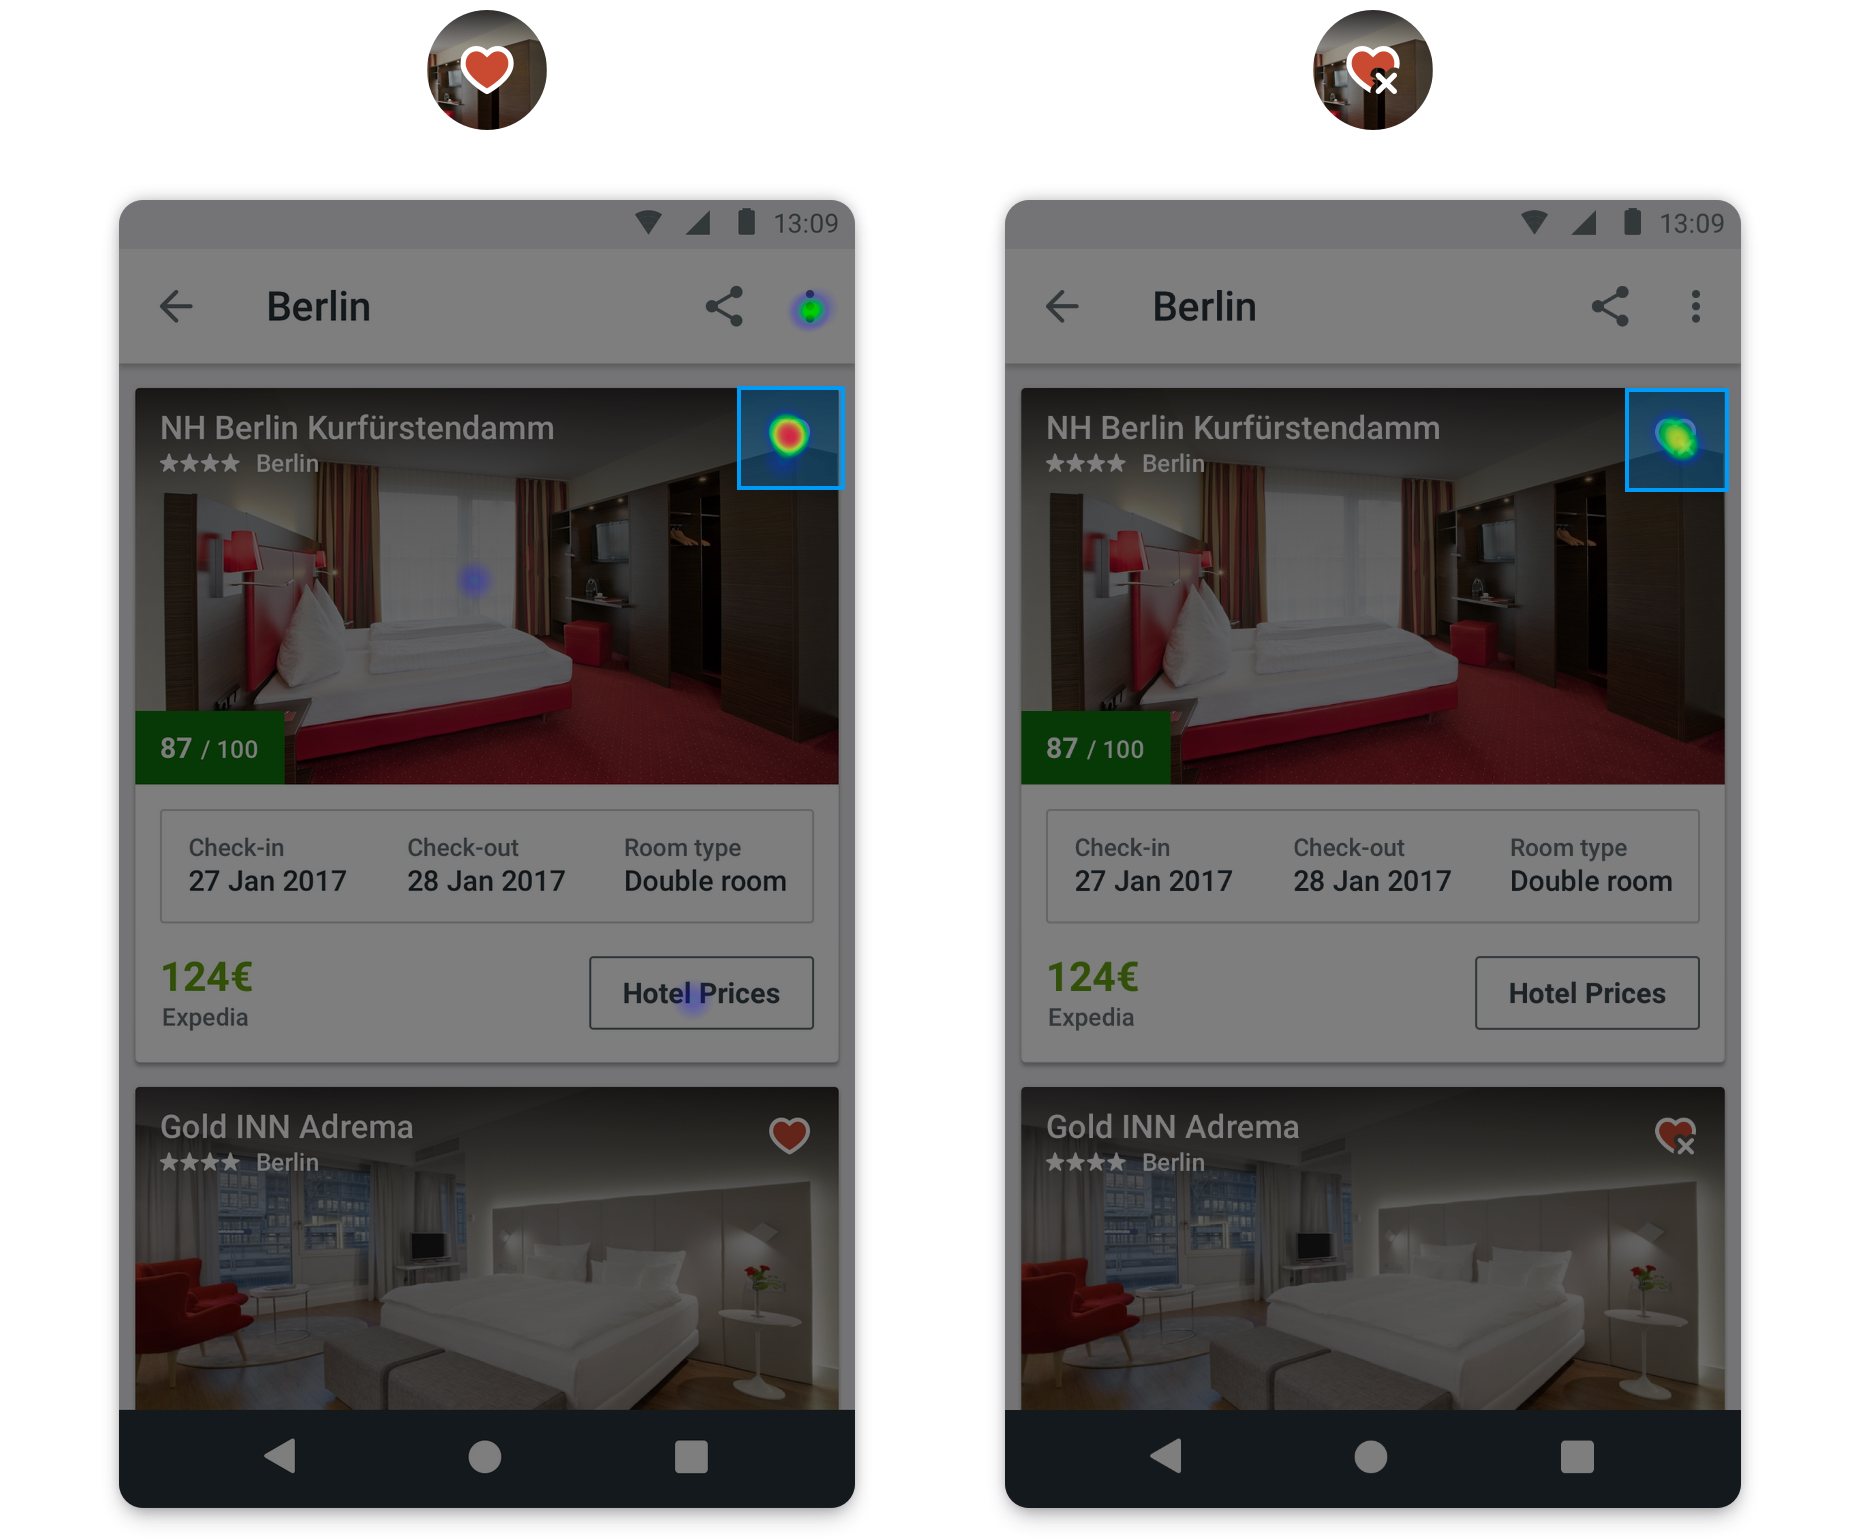 13:09
Berlin
NH Berlin Kurfürstendamm
Berlin
87 / 100
Check-in Check-out Room type
27 Jan 2017 28 Jan 2017 Double room
124€
Expedia
Hotel Prices
Gold INN Adrema
Berlin
13:09
Berlin
NH Berlin Kurfürstendamm
Berlin
87 / 100
Check-in Check-out Room type
27 Jan 2017 28 Jan 2017 Double room
124€
Expedia
Hotel Prices
Gold INN Adrema
Berlin